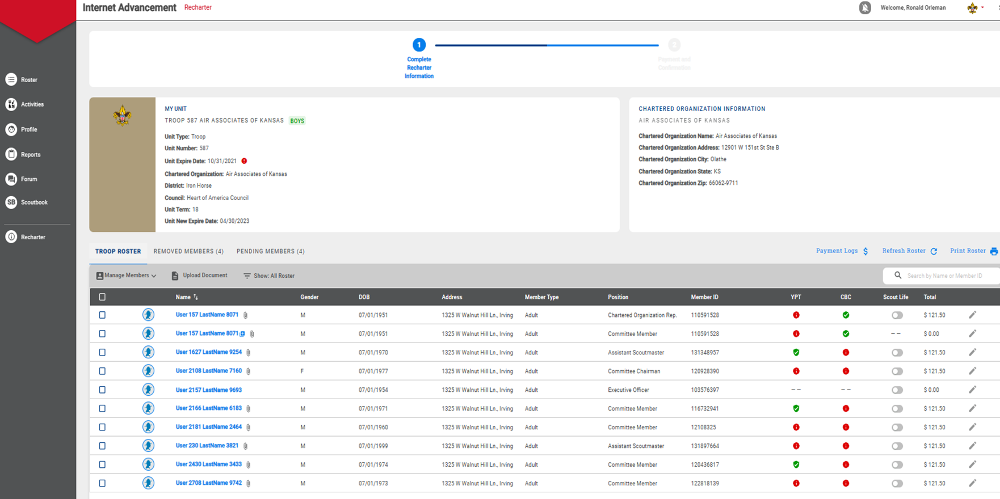 Internet Advancement Recharter Welcome, Ronald Orleman
1 2
Complete Recharter Information
Payment and Confirmation
Roster
Activities
Profile
Reports
Forum
SB Scoutbook
Recharter
MY UNIT
TROOP 587 AIR ASSOCIATES OF KANSAS BOYS
Unit Type: Troop
Unit Number: 587
Unit Expire Date: 10/31/2021
Chartered Organization: Air Associates of Kansas
District: Iron Horse
Council: Heart of America Council
Unit Term: 18
Unit New Expire Date: 04/30/2023
CHARTERED ORGANIZATION INFORMATION
AIR ASSOCIATES OF KANSAS
Chartered Organization Name: Air Associates of Kansas
Chartered Organization Address: 12901 W 151st St Ste B
Chartered Organization City: Olathe
Chartered Organization State: KS
Chartered Organization Zip: 66062-9711
TROOP ROSTER REMOVED MEMBERS (4) PENDING MEMBERS (4) Payment Logs $ Refresh Roster Print Roster
Manage Members Upload Document Show: All Roster Search by Name or Member ID
Name Gender DOB Address Member Type Position Member ID YPT CBC Scout Life Total
User 157 LastName 8071 M 07/01/1951 1325 W Walnut Hill Ln., Irving Adult Chartered Organization Rep. 110591528 $ 121.50
User 157 LastName 8071 M 07/01/1951 1325 W Walnut Hill Ln., Irving Adult Committee Member 110591528 -- $ 0.00
User 1627 LastName 9254 M 07/01/1970 1325 W Walnut Hill Ln., Irving Adult Assistant Scoutmaster 131348957 $ 121.50
User 2108 LastName 7160 F 07/01/1977 1325 W Walnut Hill Ln., Irving Adult Committee Chairman 120928390 $ 121.50
User 2157 LastName 9693 M 07/01/1954 1325 W Walnut Hill Ln., Irving Adult Executive Officer 103576397 -- -- $ 0.00
User 2166 LastName 6183 M 07/01/1971 1325 W Walnut Hill Ln., Irving Adult Committee Member 116732941 $ 121.50
User 2181 LastName 2464 M 07/01/1960 1325 W Walnut Hill Ln., Irving Adult Committee Member 12108325 $ 121.50
User 230 LastName 3821 M 07/01/1999 1325 W Walnut Hill Ln., Irving Adult Assistant Scoutmaster 131897664 $ 121.50
User 2430 LastName 3433 M 07/01/1974 1325 W Walnut Hill Ln., Irving Adult Committee Member 120436817 $ 121.50
User 2708 LastName 9742 M 07/01/1973 1325 W Walnut Hill Ln., Irving Adult Committee Member 122818139 $ 121.50